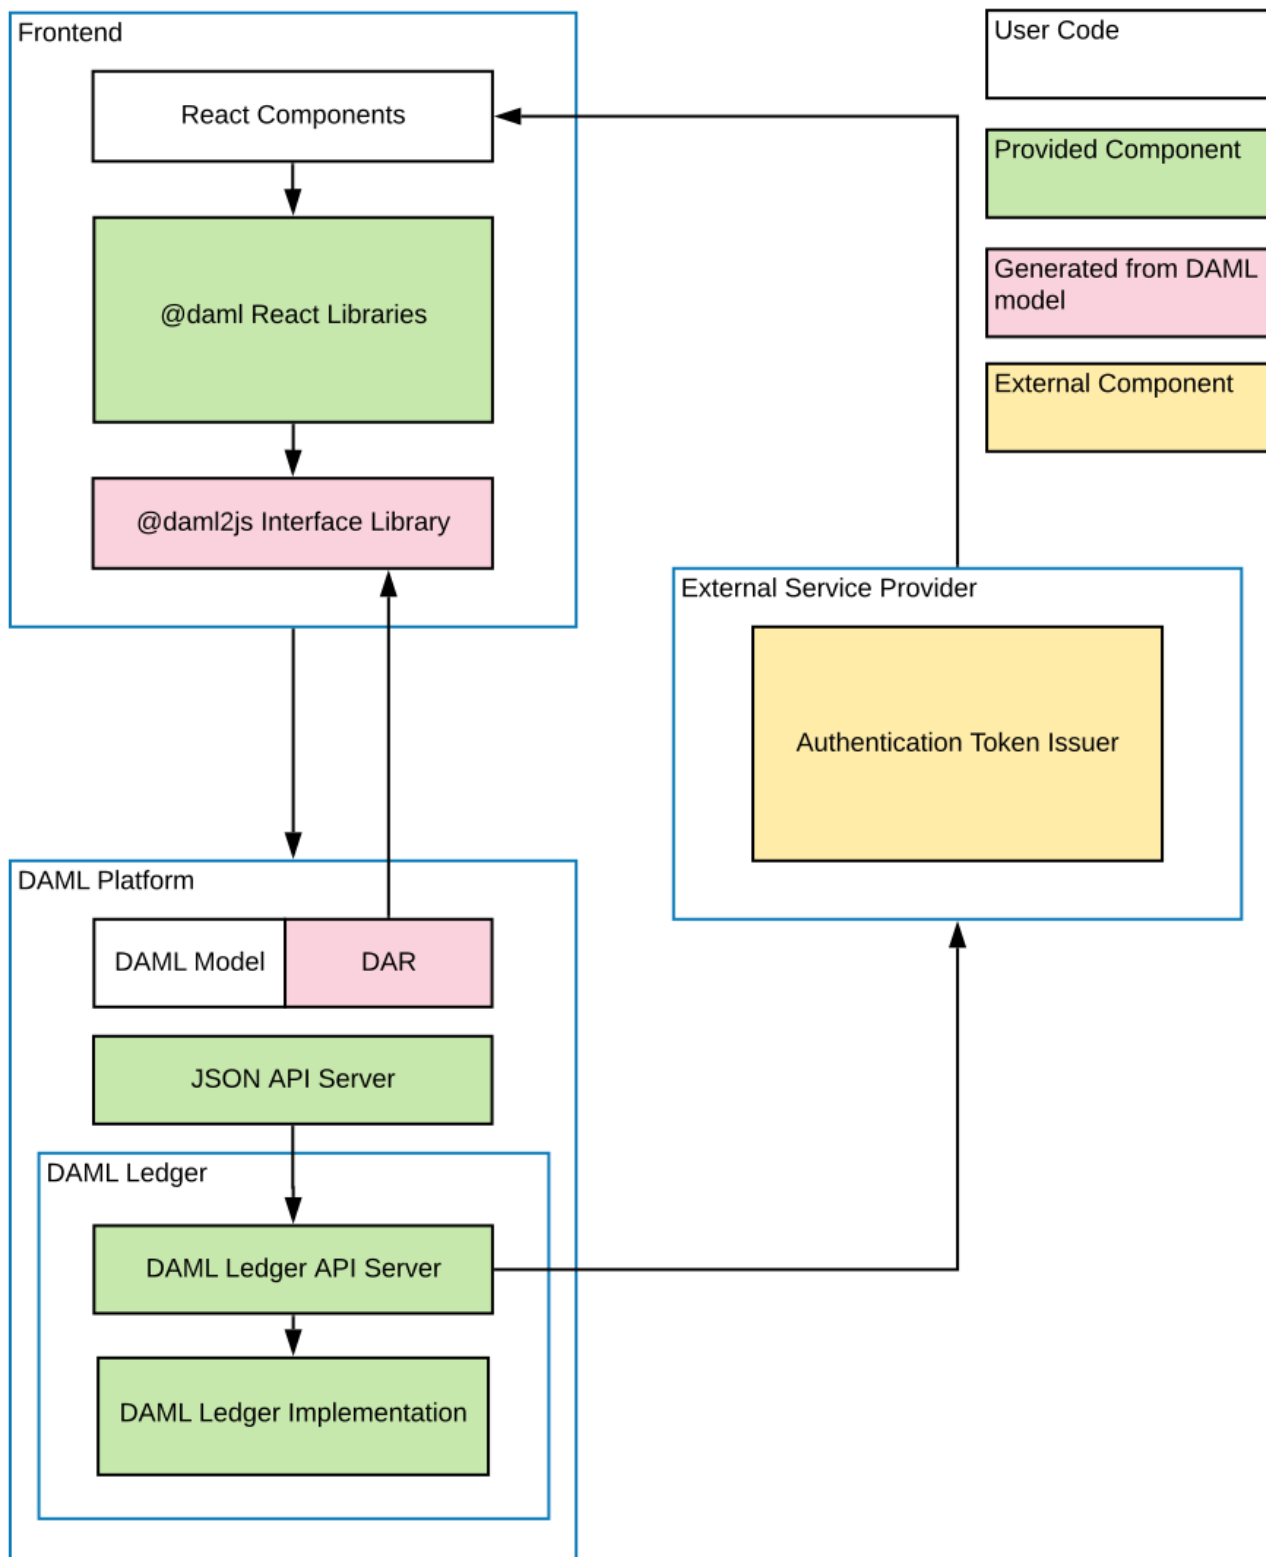 Frontend
React Components
@daml React Libraries
@daml2js Interface Library
User Code
Provided Component
Generated from DAML
model
External Component
External Service Provider
Authentication Token Issuer
DAML Platform
DAML Model
DAR
JSON API Server
DAML Ledger
DAML Ledger API Server
DAML Ledger Implementation